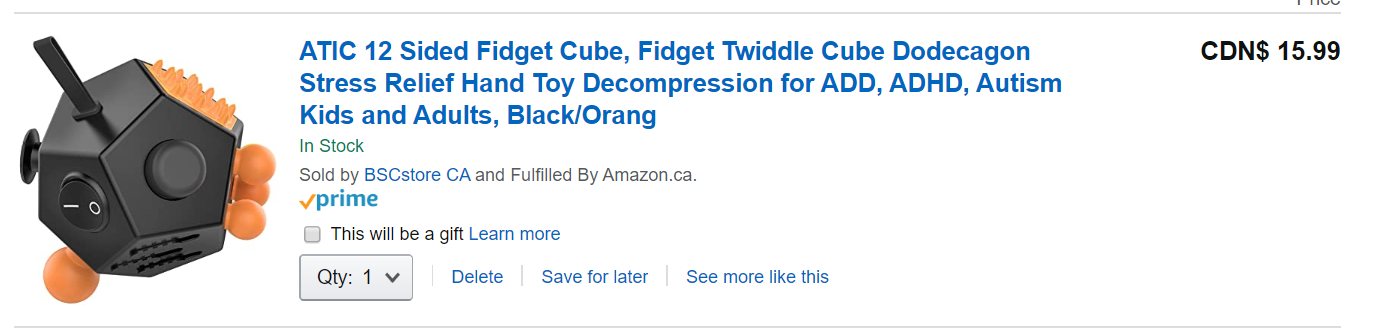 Price
ATIC 12 Sided Fidget Cube, Fidget Twiddle Cube Dodecagon
CDN$ 15.99
Stress Relief Hand Toy Decompression for ADD, ADHD, Autism
Kids and Adults, Black/Orang
In Stock
Sold by BSCstore CA and Fulfilled By Amazon.ca.
prime
This will be a gift Learn more
Qty: 1 Delete Save for later See more like this